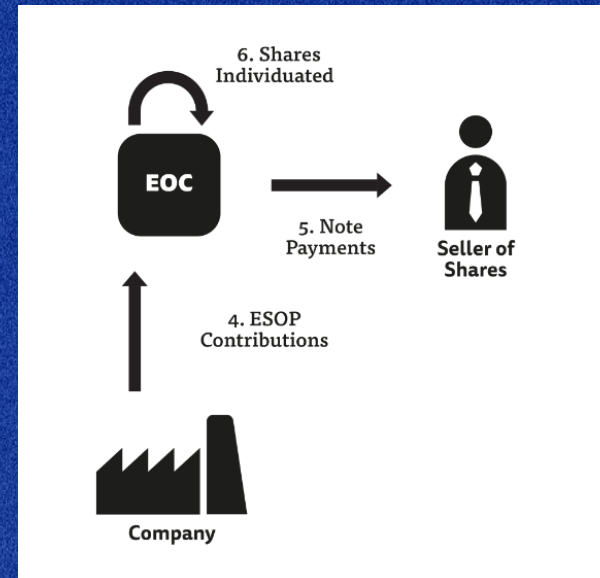 6. Shares
Individuated
EOC
5. Note
Payments
Seller of
Shares
4. ESOP
Contributions
Company